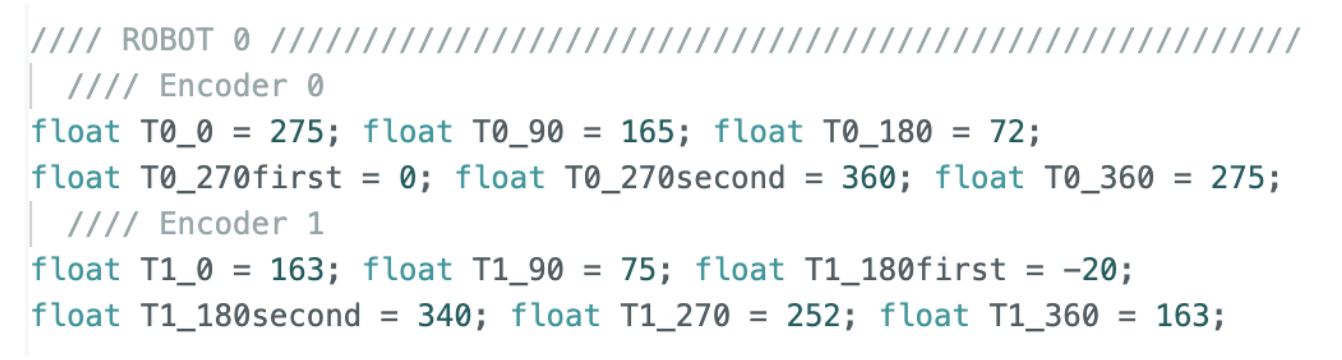 //// ROBOT 0 ////////////////////////////////////////////////////////
//// Encoder 0
float T0_0 = 275; float T0_90 = 165; float T0_180 = 72;
float T0_270first = 0; float T0_270second = 360; float T0_360 = 275;
//// Encoder 1
float T1_0 = 163; float T1_90 = 75; float T1_180first = -20;
float T1_180second = 340; float T1_270 = 252; float T1_360 = 163;